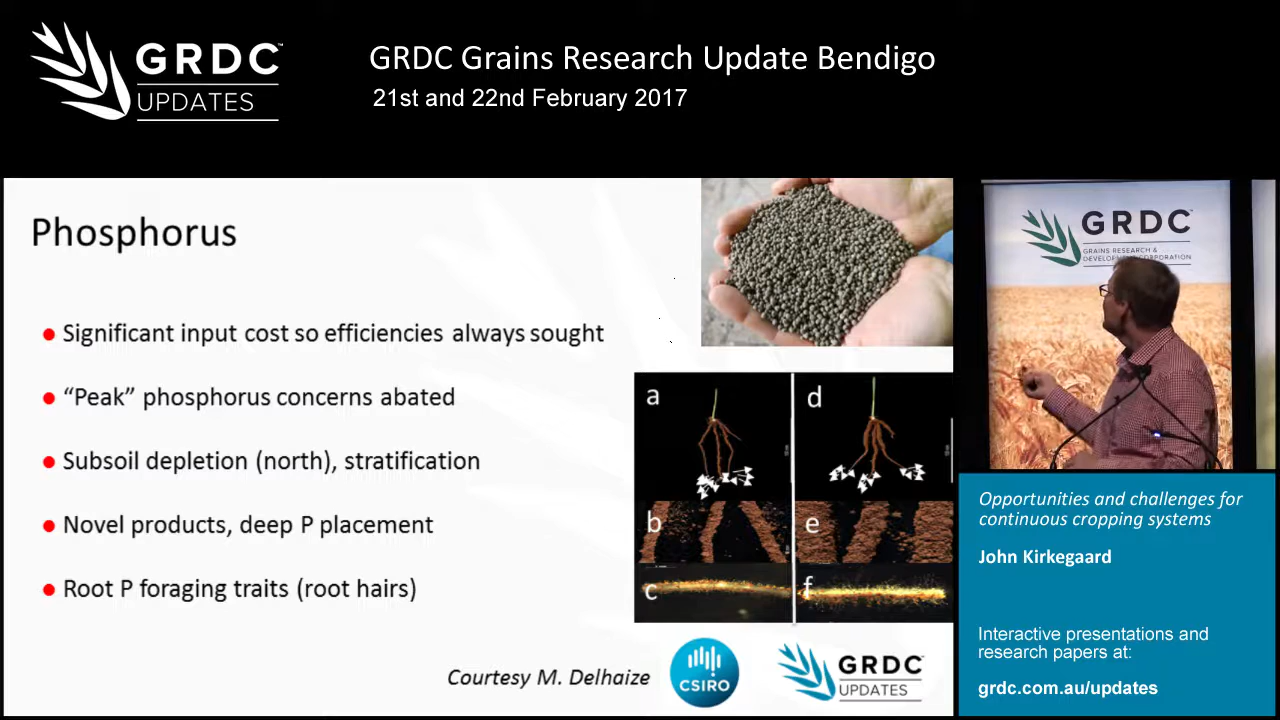 GRDC™
UPDATES
GRDC Grains Research Update Bendigo
21st and 22nd February 2017
Phosphorus
Significant input cost so efficiencies always sought
“Peak” phosphorus concerns abated
Subsoil depletion (north), stratification
Novel products, deep P placement
Root P foraging traits (root hairs)
a
d
b
e
c
f
Courtesy M. Delhaize
CSIRO
GRDC™
UPDATES
GRDC™
GRAINS RESEARCH &
DEVELOPMENT CORPORATION
Opportunities and challenges for
continuous cropping systems
John Kirkegaard
Interactive presentations and
research papers at:
grdc.com.au/updates